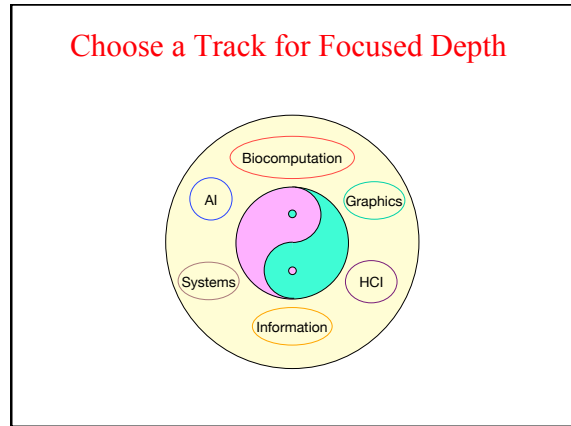 Choose a Track for Focused Depth
Biocomputation
AI
Graphics
Systems
HCI
Information